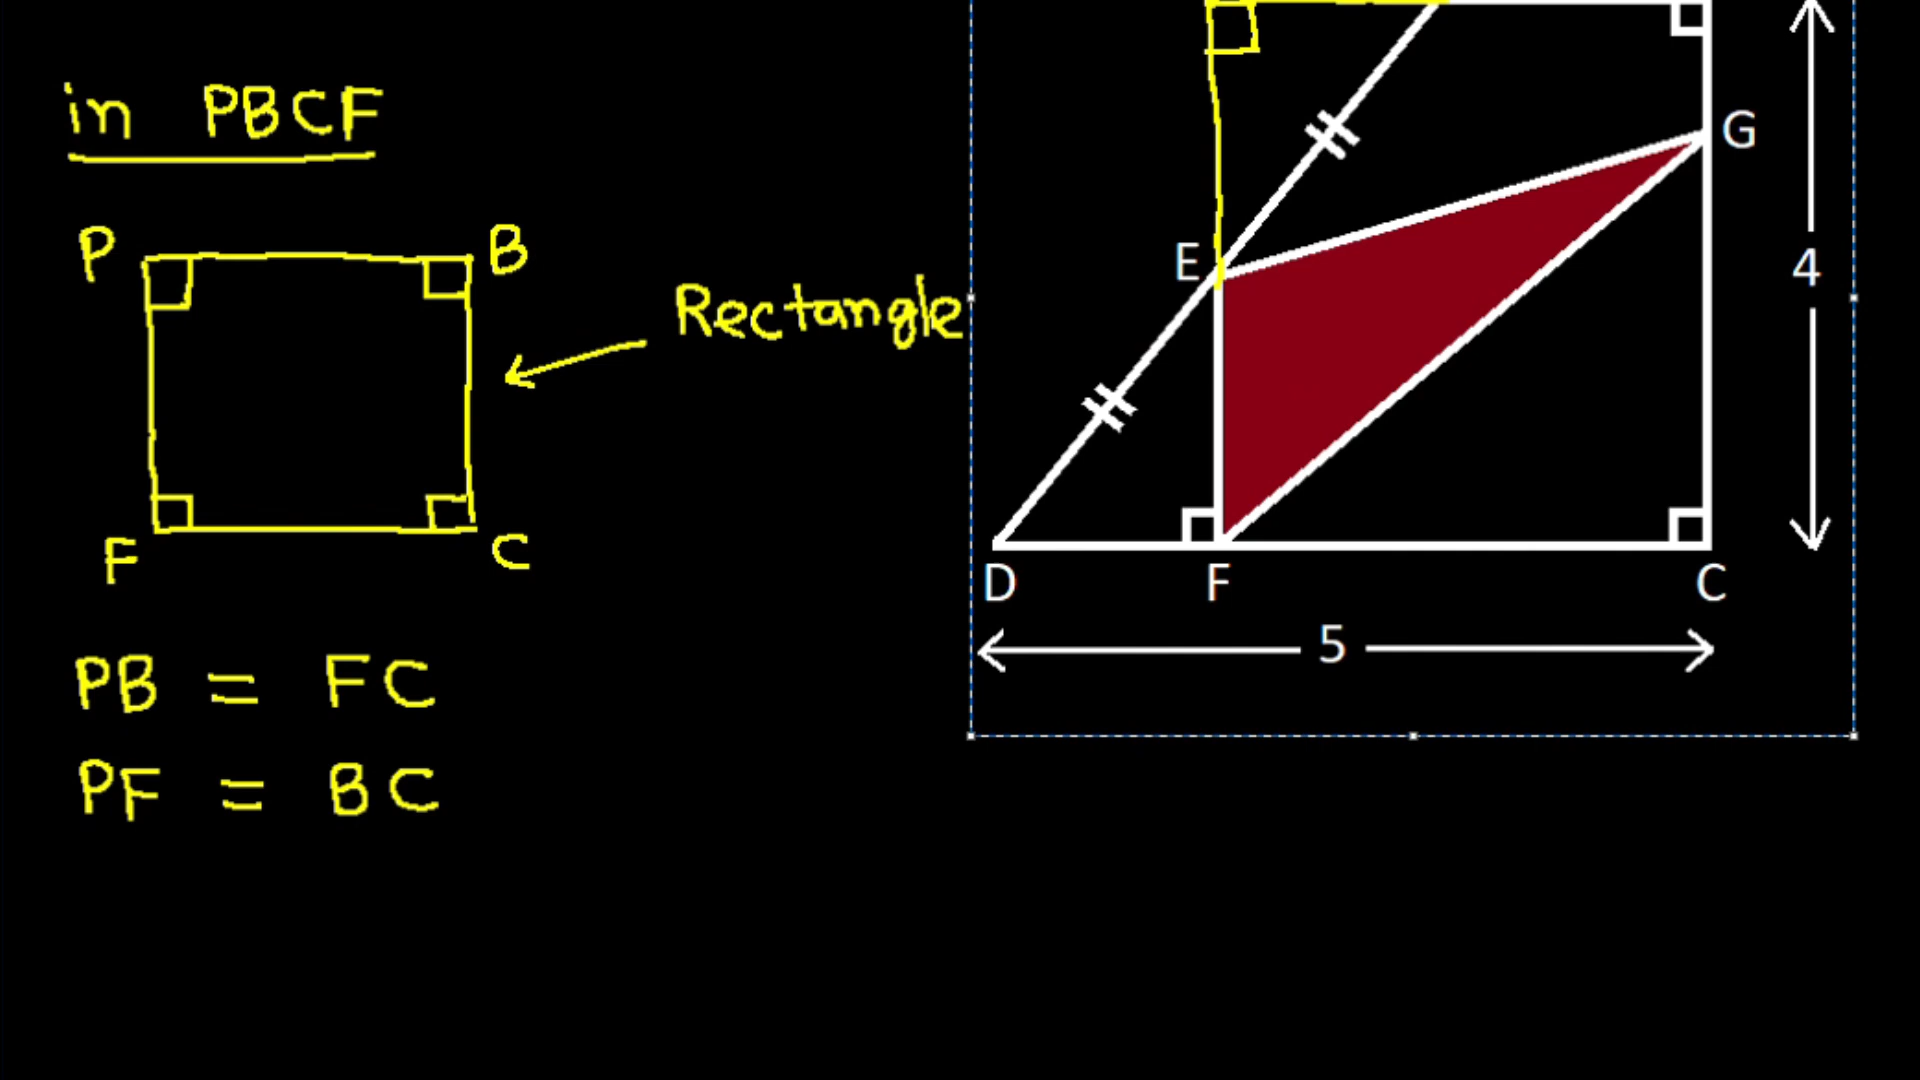 in PBCF
P
B
Rectangle
F
C
PB = FC
PF = BC
G
E
4
D
F
C
5